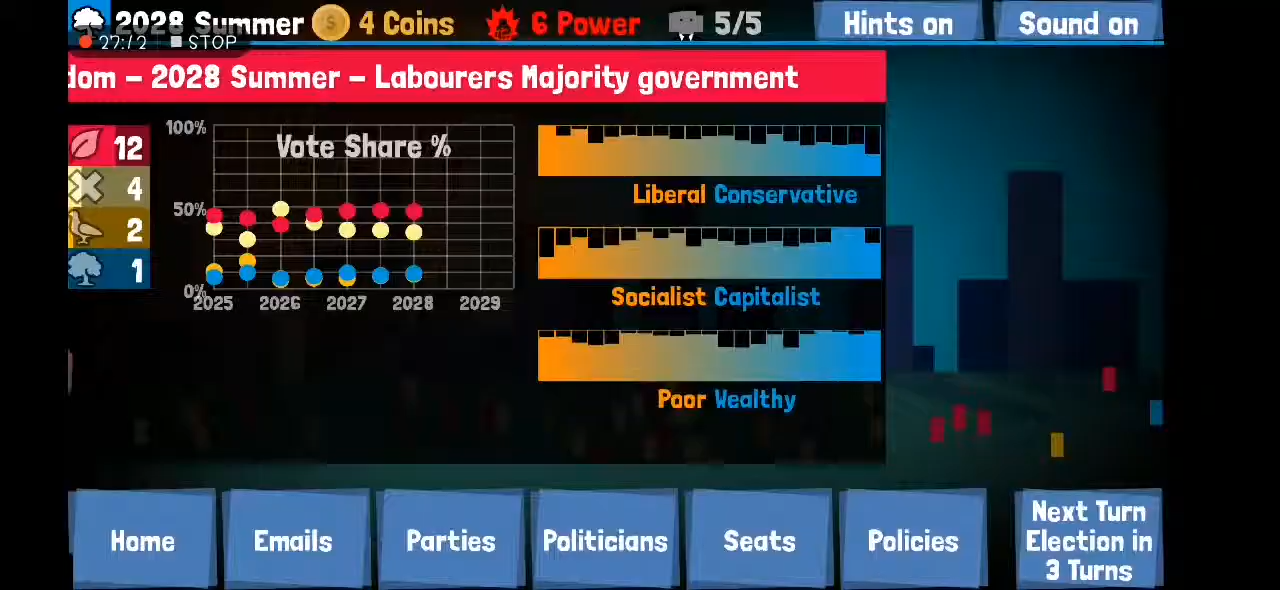 2028 Summer 4 Coins 6 Power 5/5 Hints on Sound on
STOP
dom – 2028 Summer – Labourers Majority government
12
4
2
1
Vote Share %
100%
50%
0%
2025 2026 2027 2028 2029
Liberal Conservative
Socialist Capitalist
Poor Wealthy
Home Emails Parties Politicians Seats Policies
Next Turn
Election in
3 Turns